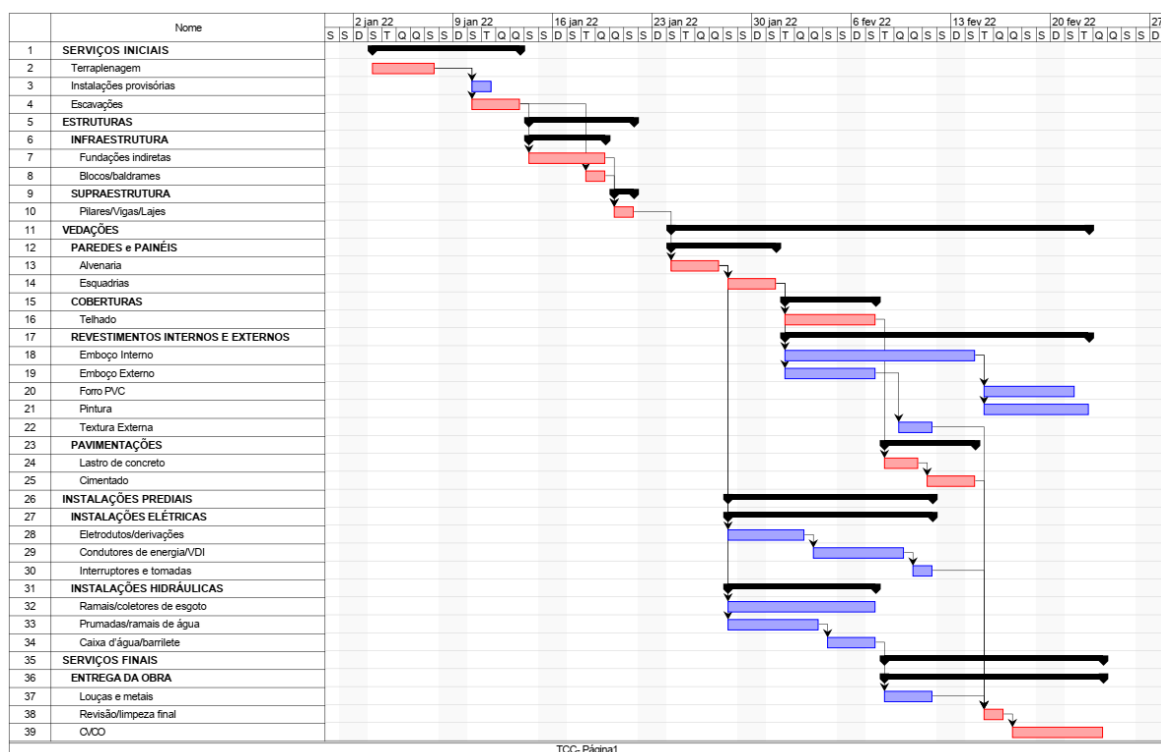 Nome
2 jan 22 9 jan 22 16 jan 22 23 jan 22 30 jan 22 6 fev 22 13 fev 22 20 fev 22 27
S S D S T Q Q S S D S T Q Q S S D S T Q Q S S D S T Q Q S S D S T Q Q S S D S T Q Q S S D S T Q Q S S D S T Q Q S S D
1 SERVIÇOS INICIAIS
2 Terraplenagem
3 Instalações provisórias
4 Escavações
5 ESTRUTURAS
6 INFRAESTRUTURA
7 Fundações indiretas
8 Blocos/baldrames
9 SUPRAESTRUTURA
10 Pilares/Vigas/Lajes
11 VEDAÇÕES
12 PAREDES e PAINÉIS
13 Alvenaria
14 Esquadrias
15 COBERTURAS
16 Telhado
17 REVESTIMENTOS INTERNOS E EXTERNOS
18 Emboço Interno
19 Emboço Externo
20 Forro PVC
21 Pintura
22 Textura Externa
23 PAVIMENTAÇÕES
24 Lastro de concreto
25 Cimentado
26 INSTALAÇÕES PREDIAIS
27 INSTALAÇÕES ELÉTRICAS
28 Eletrodutos/derivações
29 Condutores de energia/VDI
30 Interruptores e tomadas
31 INSTALAÇÕES HIDRÁULICAS
32 Ramais/coletores de esgoto
33 Prumadas/ramais de água
34 Caixa d'água/barrilete
35 SERVIÇOS FINAIS
36 ENTREGA DA OBRA
37 Louças e metais
38 Revisão/limpeza final
39 CVCO
TCC- Página1